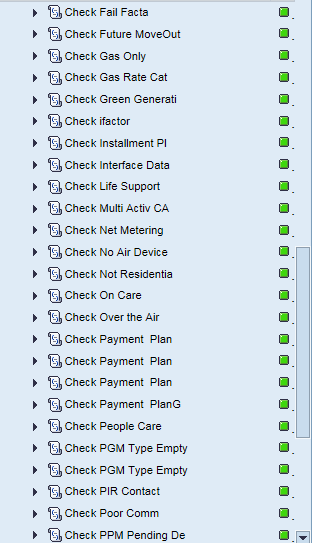 Check Fail Facta
Check Future MoveOut
Check Gas Only
Check Gas Rate Cat
Check Green Generati
Check ifactor
Check Installment Pl
Check Interface Data
Check Life Support
Check Multi Activ CA
Check Net Metering
Check No Air Device
Check Not Residentia
Check On Care
Check Over the Air
Check Payment  Plan
Check Payment  Plan
Check Payment  Plan
Check Payment  PlanG
Check People Care
Check PGM Type Empty
Check PGM Type Empty
Check PIR Contact
Check Poor Comm
Check PPM Pending De